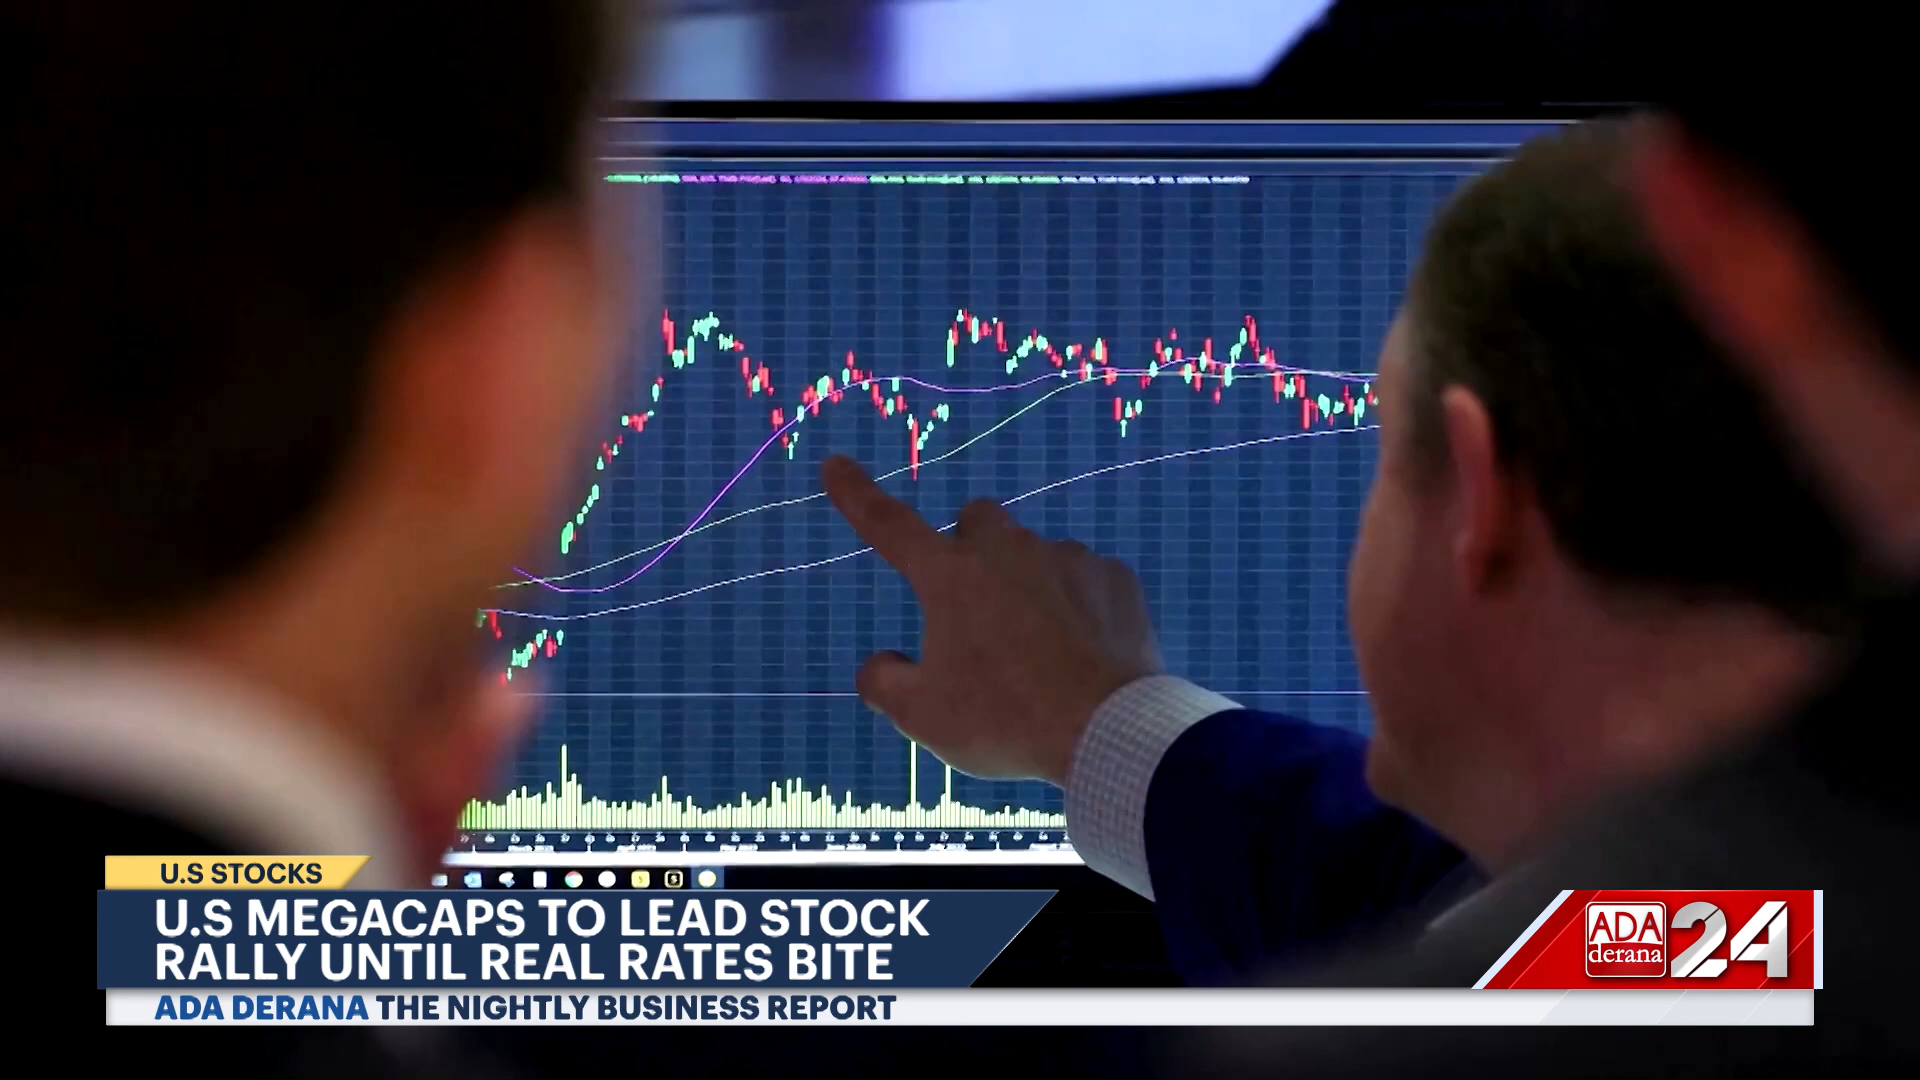 U.S STOCKS
U.S MEGACAPS TO LEAD STOCK
RALLY UNTIL REAL RATES BITE
ADA DERANA THE NIGHTLY BUSINESS REPORT
ADA
derana
24